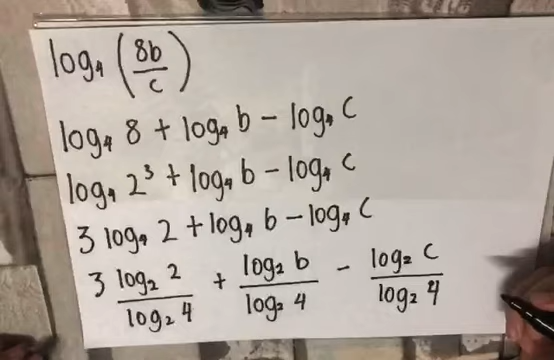 log₄ (8b/c)
log₄ 8 + log₄ b − log₄ c
log₄ 2³ + log₄ b − log₄ c
3 log₄ 2 + log₄ b − log₄ c
3 log₂ 2 / log₂ 4 + log₂ b / log₂ 4 − log₂ c / log₂ 4